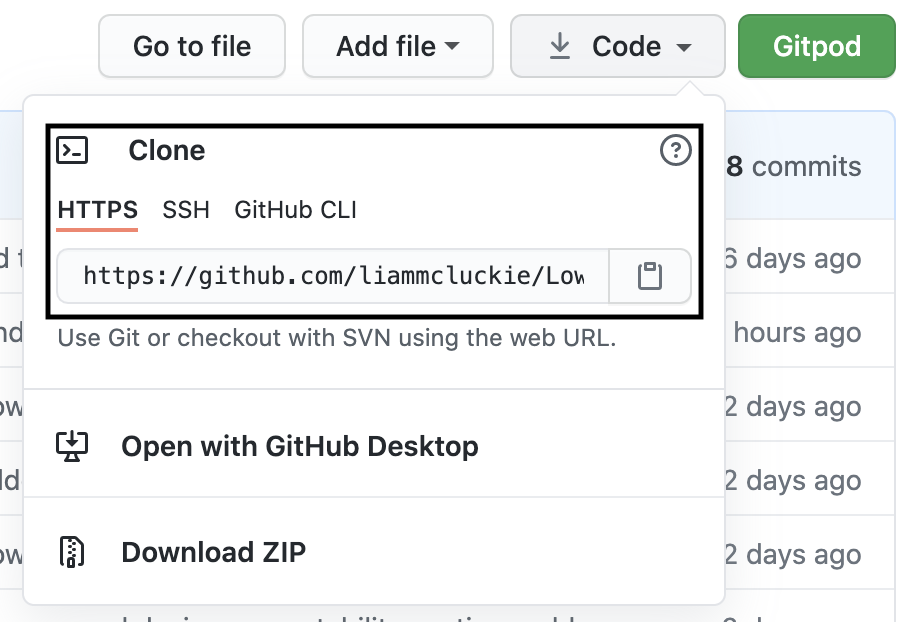 Go to file Add file Code Gitpod
Clone ?
8 commits
HTTPS SSH GitHub CLI
https://github.com/liammcluckie/Low
6 days ago
Use Git or checkout with SVN using the web URL.
hours ago
2 days ago
Open with GitHub Desktop
2 days ago
Download ZIP
2 days ago